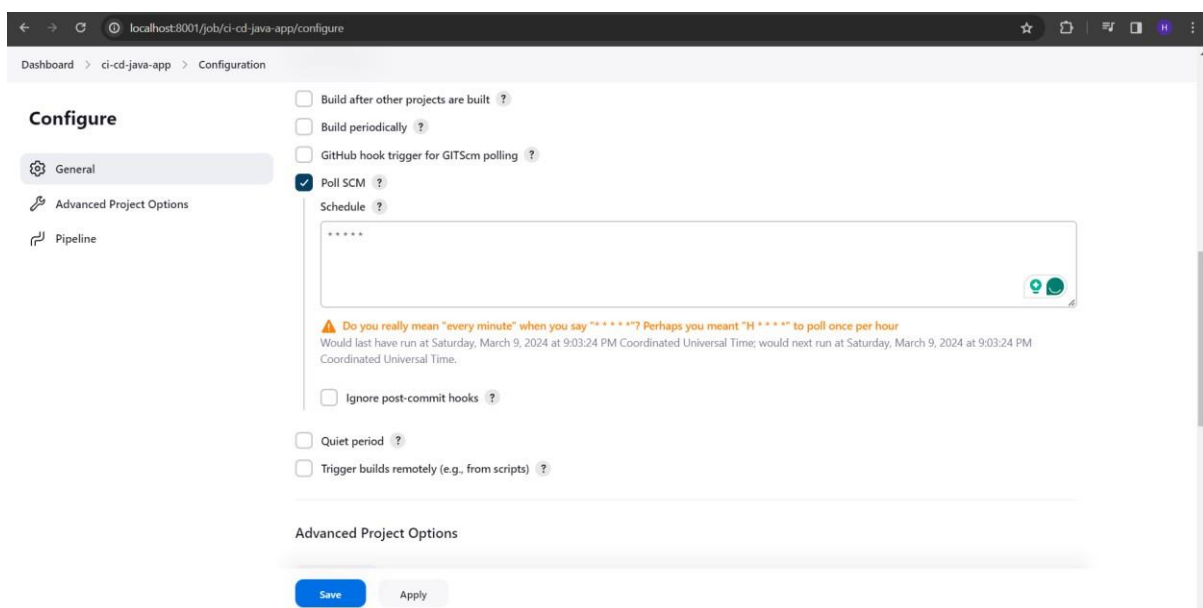 localhost:8001/job/ci-cd-java-app/configure
H
Dashboard > ci-cd-java-app > Configuration
Configure
General
Advanced Project Options
Pipeline
Build after other projects are built ?
Build periodically ?
GitHub hook trigger for GITScm polling ?
Poll SCM ?
Schedule ?
* * * * *
Do you really mean "every minute" when you say "* * * * *"? Perhaps you meant "H * * * *" to poll once per hour
Would last have run at Saturday, March 9, 2024 at 9:03:24 PM Coordinated Universal Time; would next run at Saturday, March 9, 2024 at 9:03:24 PM
Coordinated Universal Time.
Ignore post-commit hooks ?
Quiet period ?
Trigger builds remotely (e.g., from scripts) ?
Advanced Project Options
Save
Apply